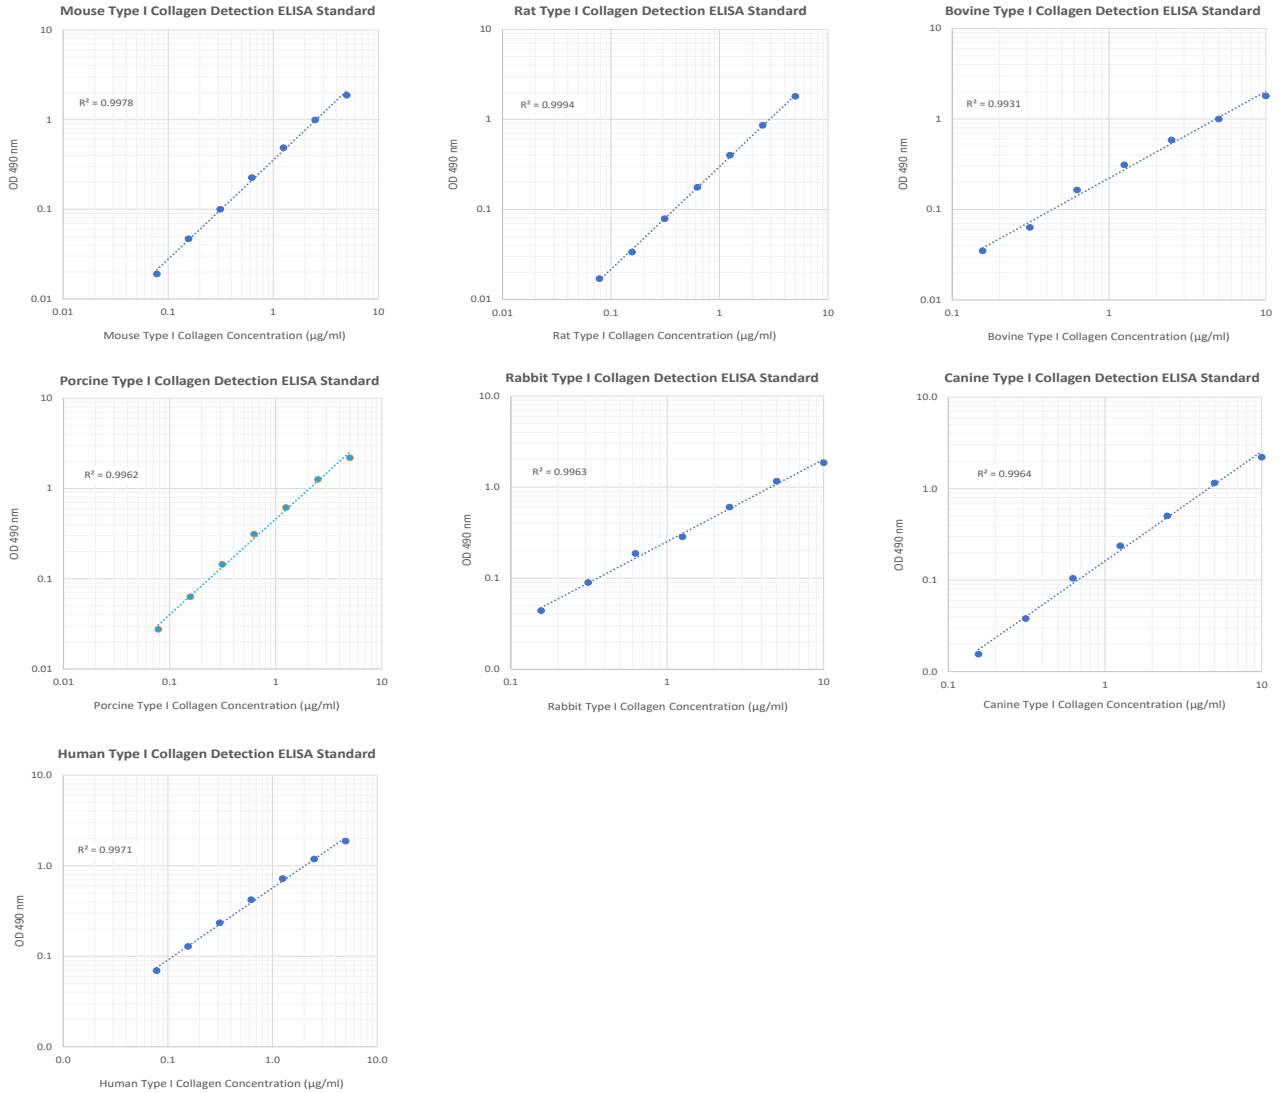 Mouse Type I Collagen Detection ELISA Standard
10
1
0.1
0.01
R² = 0.9978
OD 490 nm
0.01 0.1 1 10
Mouse Type I Collagen Concentration (µg/ml)
Rat Type I Collagen Detection ELISA Standard
10
1
0.1
0.01
R² = 0.9994
OD 490 nm
0.01 0.1 1 10
Rat Type I Collagen Concentration (µg/ml)
Bovine Type I Collagen Detection ELISA Standard
10
1
0.1
0.01
R² = 0.9931
OD 490 nm
0.1 1 10
Bovine Type I Collagen Concentration (µg/ml)
Porcine Type I Collagen Detection ELISA Standard
10
1
0.1
0.01
R² = 0.9962
OD 490 nm
0.01 0.1 1 10
Porcine Type I Collagen Concentration (µg/ml)
Rabbit Type I Collagen Detection ELISA Standard
10.0
1.0
0.1
0.0
R² = 0.9963
OD 490 nm
0.1 1 10
Rabbit Type I Collagen Concentration (µg/ml)
Canine Type I Collagen Detection ELISA Standard
10.0
1.0
0.1
0.0
R² = 0.9964
OD 490 nm
0.1 1 10
Canine Type I Collagen Concentration (µg/ml)
Human Type I Collagen Detection ELISA Standard
10.0
1.0
0.1
0.0
R² = 0.9971
OD 490 nm
0.0 0.1 1.0 10.0
Human Type I Collagen Concentration (µg/ml)